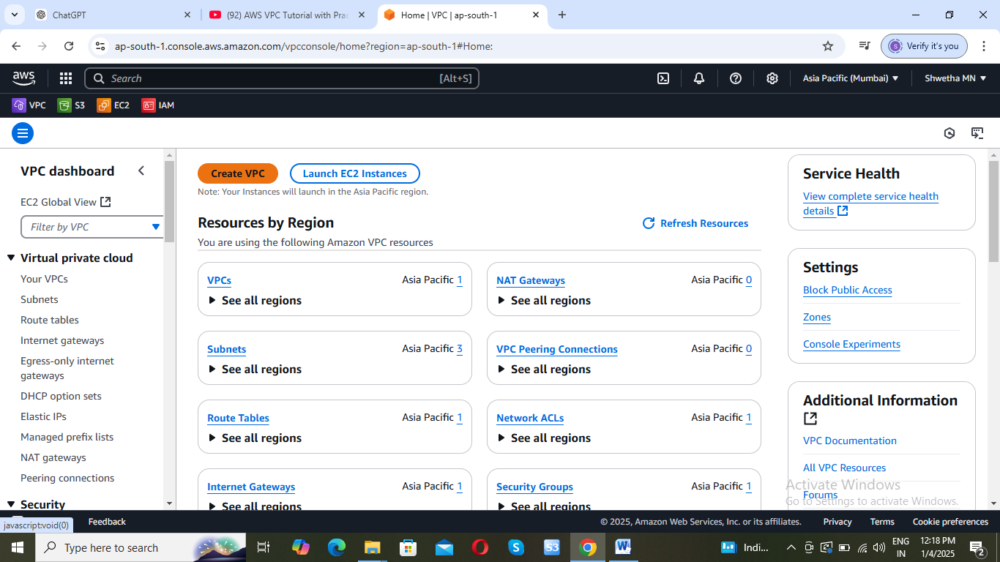 ChatGPT
(92) AWS VPC Tutorial with Prac
Home | VPC | ap-south-1
ap-south-1.console.aws.amazon.com/vpcconsole/home?region=ap-south-1#Home:
S
Verify it's you
aws
Search
[Alt+S]
Asia Pacific (Mumbai)
Shwetha MN
VPC
S3
EC2
IAM
VPC dashboard
EC2 Global View
Filter by VPC
Virtual private cloud
Your VPCs
Subnets
Route tables
Internet gateways
Egress-only internet
gateways
DHCP option sets
Elastic IPs
Managed prefix lists
NAT gateways
Peering connections
Security
Create VPC
Launch EC2 Instances
Note: Your Instances will launch in the Asia Pacific region.
Resources by Region
Refresh Resources
You are using the following Amazon VPC resources
VPCs
Asia Pacific 1
See all regions
NAT Gateways
Asia Pacific 0
See all regions
Subnets
Asia Pacific 3
See all regions
VPC Peering Connections
Asia Pacific 0
See all regions
Route Tables
Asia Pacific 1
See all regions
Network ACLs
Asia Pacific 1
See all regions
Internet Gateways
Asia Pacific 1
See all regions
Security Groups
Asia Pacific 1
See all regions
Service Health
View complete service health
details
Settings
Block Public Access
Zones
Console Experiments
Additional Information
VPC Documentation
All VPC Resources
Forums
Activate Windows
Go to Settings to activate Windows.
javascript:void(0)
Feedback
© 2025, Amazon Web Services, Inc. or its affiliates.
Privacy
Terms
Cookie preferences
Type here to search
S3
Indi...
ENG
IN
12:18 PM
1/4/2025
2